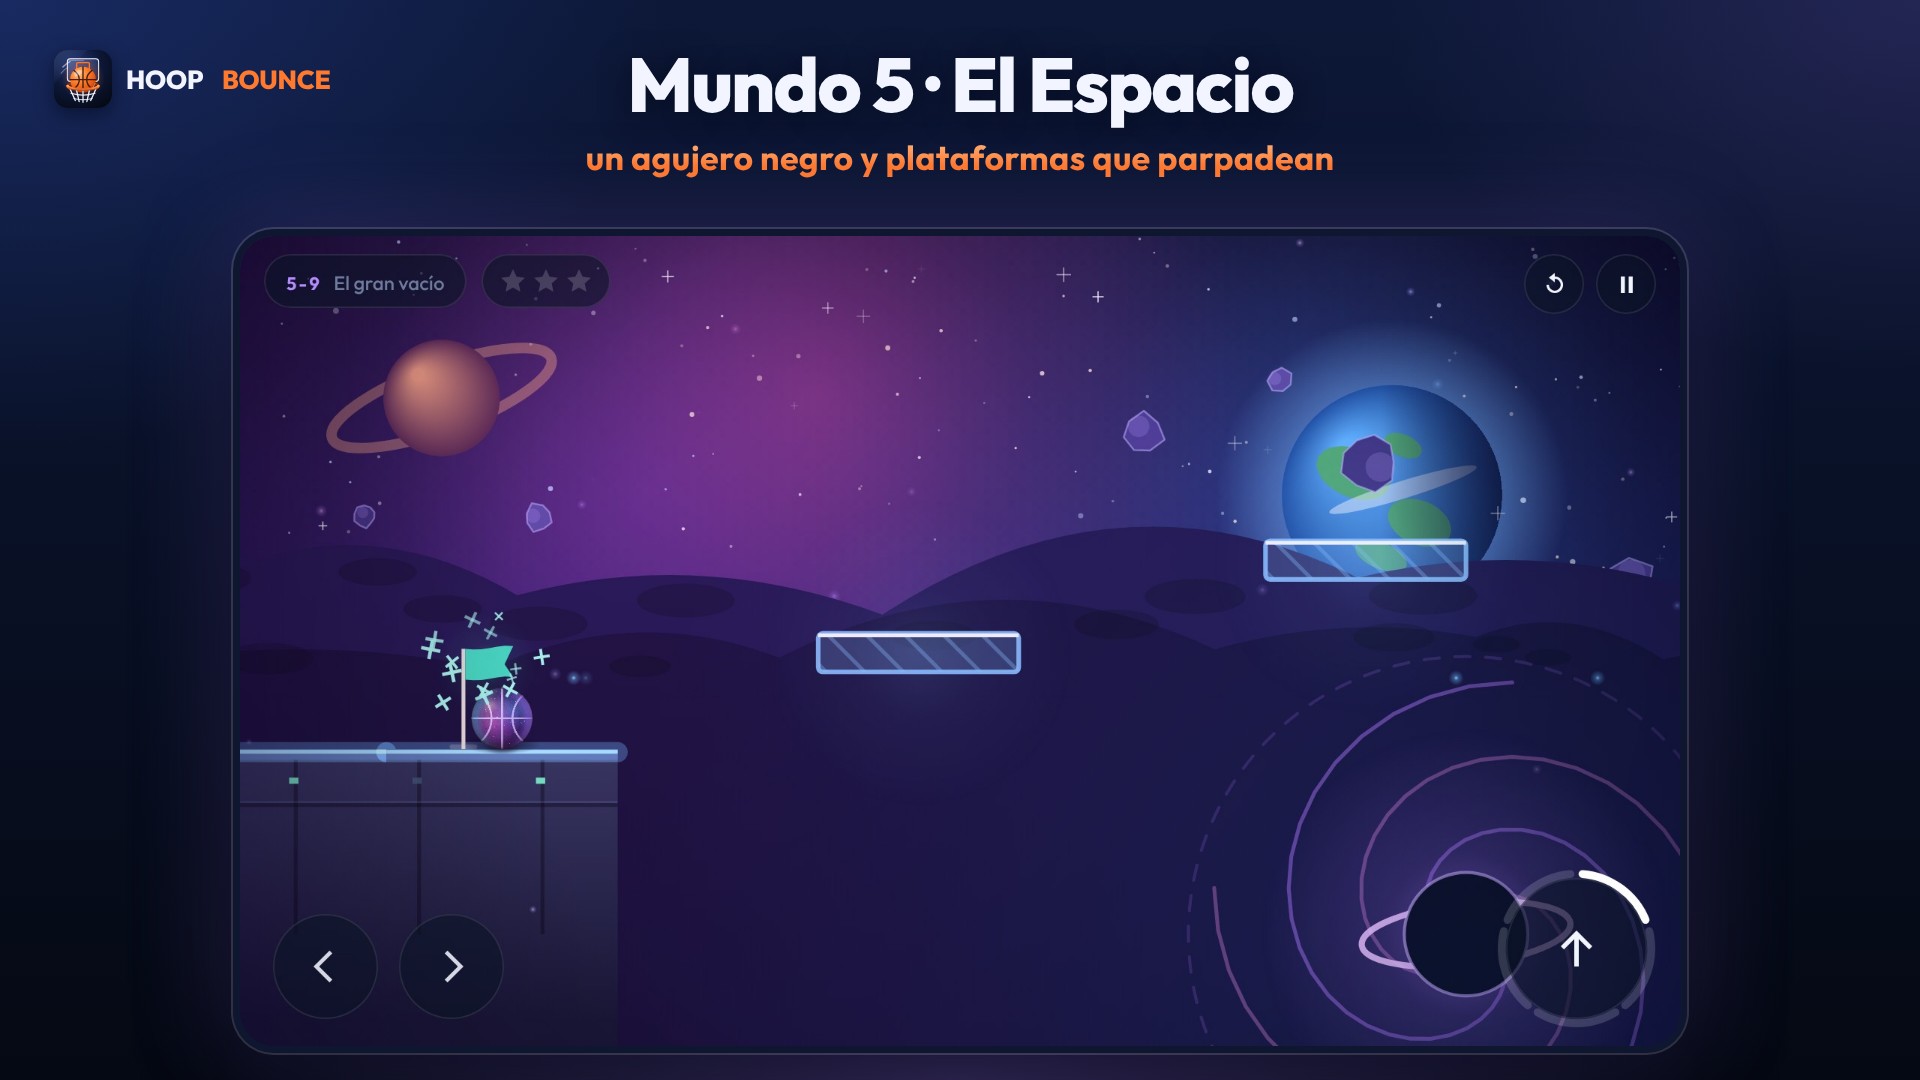 HOOP BOUNCE
Mundo 5 · El Espacio
un agujero negro y plataformas que parpadean
5-9 El gran vacío